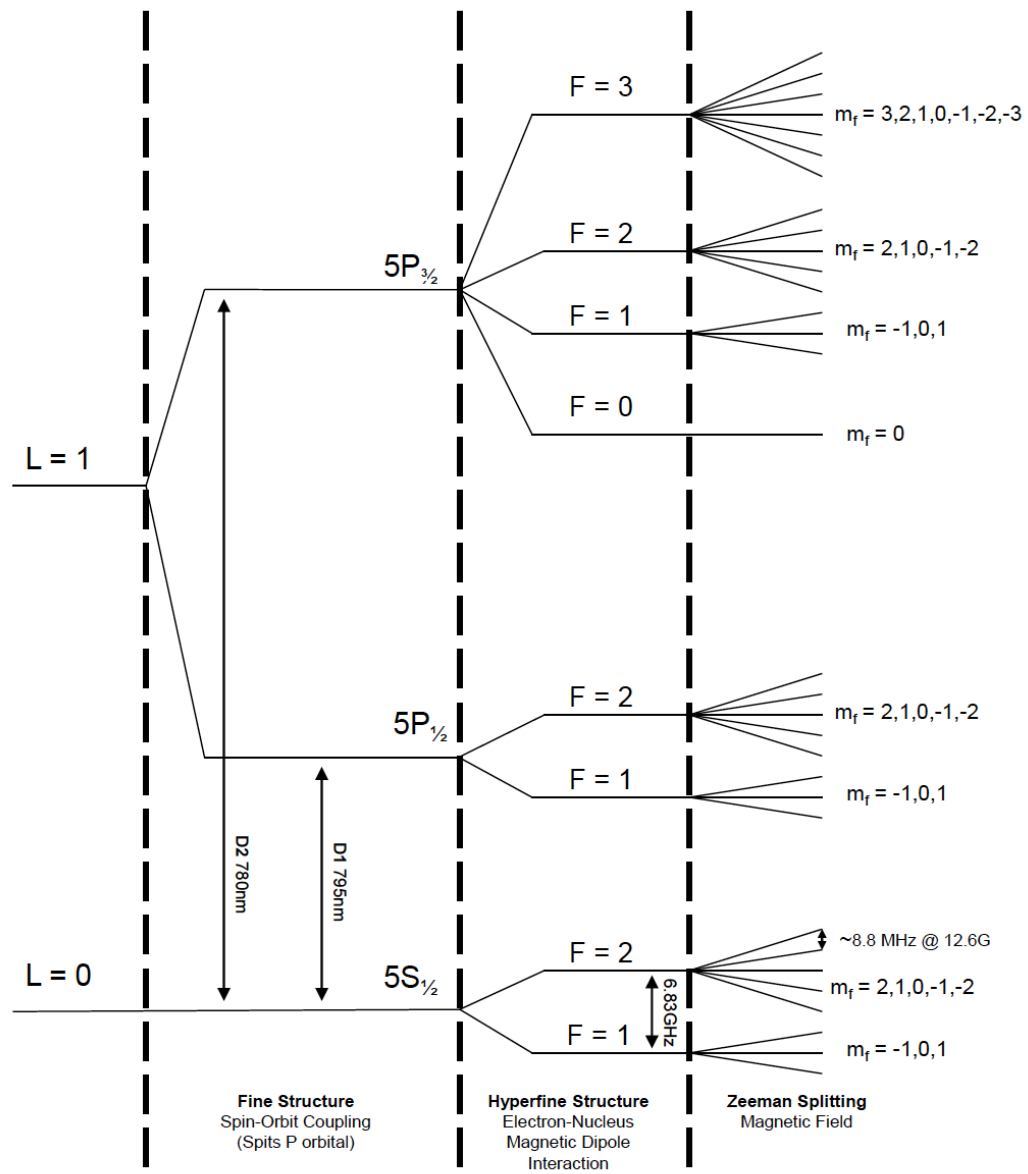 F = 3
m_f = 3,2,1,0,-1,-2,-3
F = 2
m_f = 2,1,0,-1,-2
5P_3/2
F = 1
m_f = -1,0,1
F = 0
m_f = 0
L = 1
F = 2
m_f = 2,1,0,-1,-2
5P_½
F = 1
m_f = -1,0,1
D2 780nm
D1 795nm
F = 2
~8.8 MHz @ 12.6G
L = 0
5S_½
6.83GHz
m_f = 2,1,0,-1,-2
F = 1
m_f = -1,0,1
Fine Structure
Spin-Orbit Coupling
(Spits P orbital)
Hyperfine Structure
Electron-Nucleus
Magnetic Dipole
Interaction
Zeeman Splitting
Magnetic Field